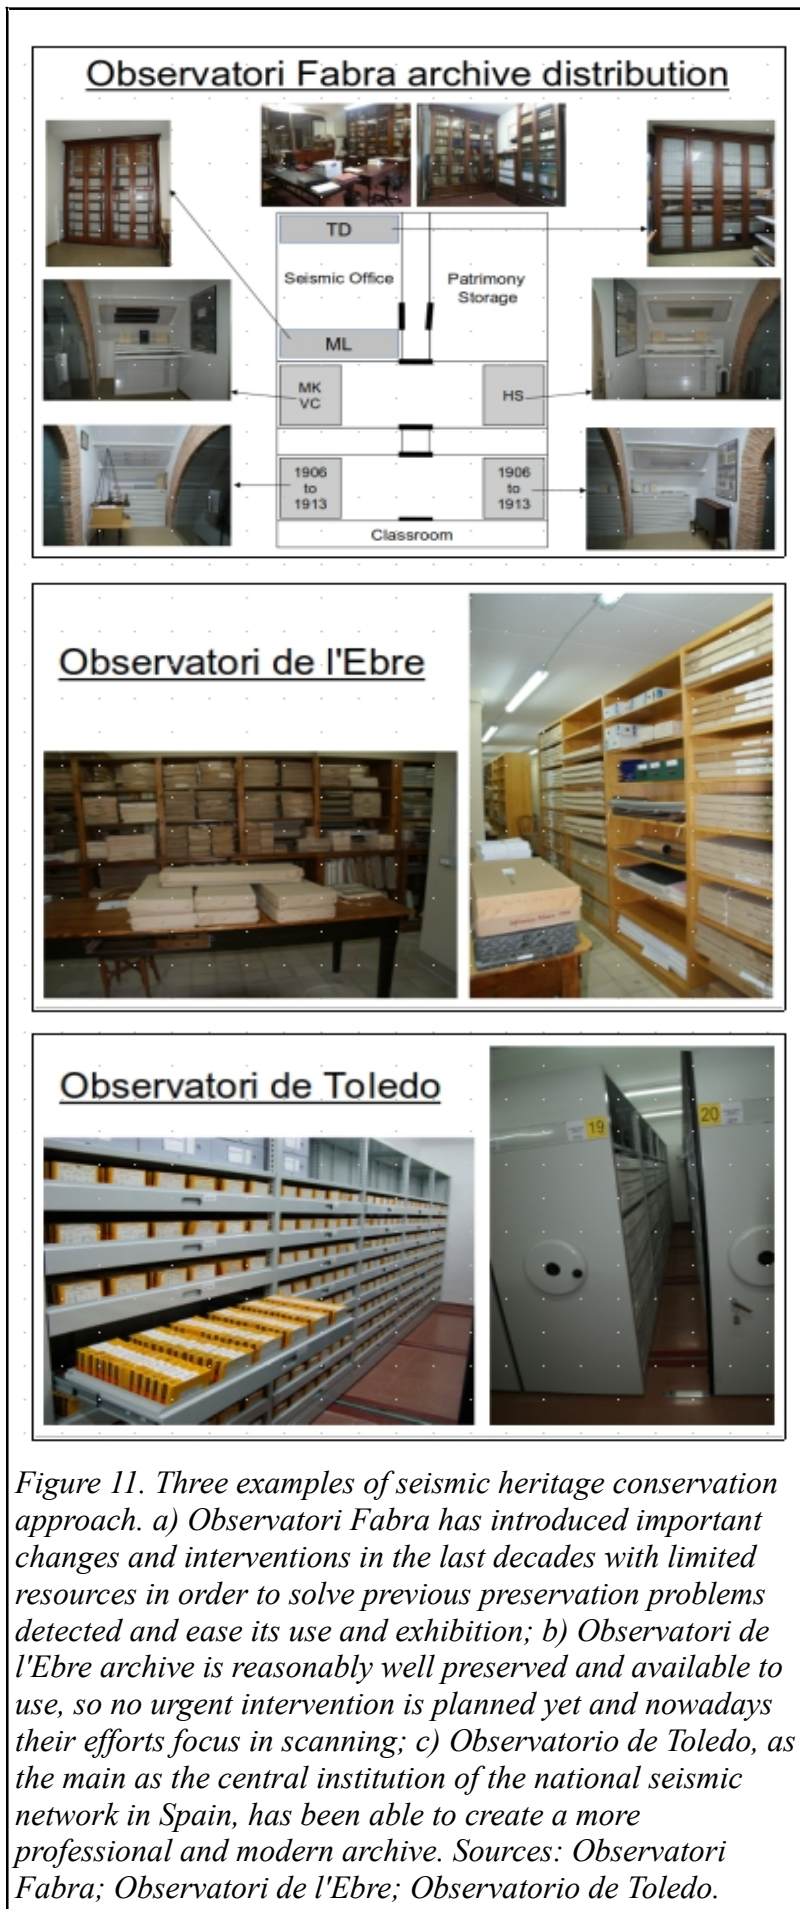 Observatori Fabra archive distribution
TD
Seismic Office
Patrimony
Storage
ML
MK
VC
HS
1906
to
1913
1906
to
1913
Classroom
Observatori de l'Ebre
Observatori de Toledo
19
20
Figure 11. Three examples of seismic heritage conservation
approach. a) Observatori Fabra has introduced important
changes and interventions in the last decades with limited
resources in order to solve previous preservation problems
detected and ease its use and exhibition; b) Observatori de
l'Ebre archive is reasonably well preserved and available to
use, so no urgent intervention is planned yet and nowadays
their efforts focus in scanning; c) Observatorio de Toledo, as
the main as the central institution of the national seismic
network in Spain, has been able to create a more
professional and modern archive. Sources: Observatori
Fabra; Observatori de l'Ebre; Observatorio de Toledo.